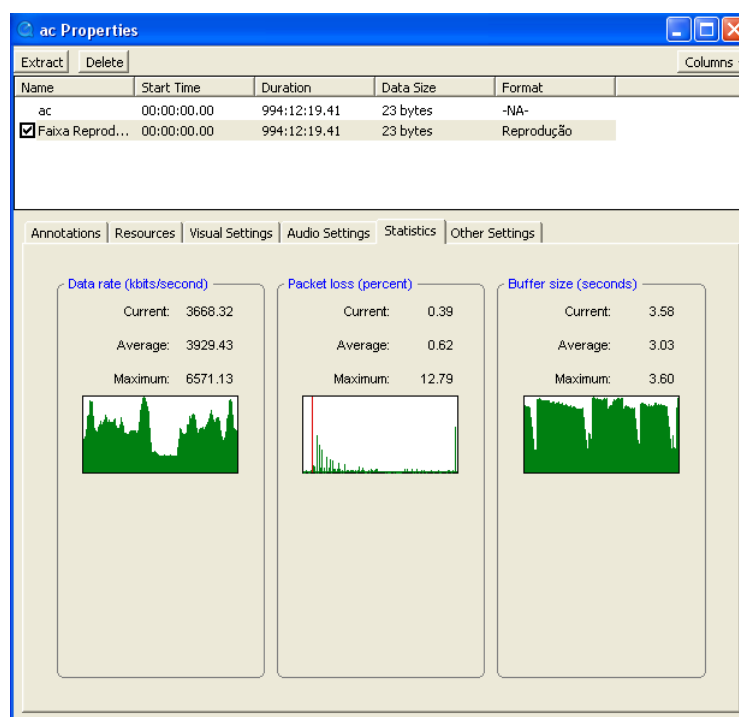 ac Properties
Extract Delete Columns
Name Start Time Duration Data Size Format
ac 00:00:00.00 994:12:19.41 23 bytes -NA-
Faixa Reprod... 00:00:00.00 994:12:19.41 23 bytes Reprodução
Annotations Resources Visual Settings Audio Settings Statistics Other Settings
Data rate (kbits/second) Packet loss (percent) Buffer size (seconds)
Current: 3668.32 Current: 0.39 Current: 3.58
Average: 3929.43 Average: 0.62 Average: 3.03
Maximum: 6571.13 Maximum: 12.79 Maximum: 3.60